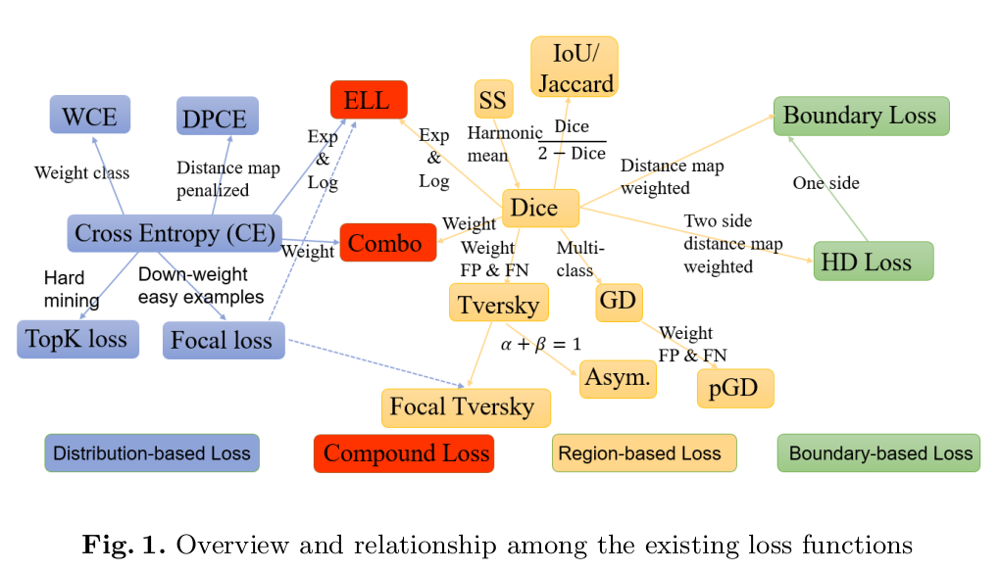 IoU/
Jaccard
WCE
DPCE
ELL
SS
Boundary Loss
Exp
&
Log
Exp
&
Log
Harmonic
mean
Dice
2 − Dice
Weight class
Distance map
penalized
Distance map
weighted
One side
Cross Entropy (CE)
Dice
Weight
Combo
Weight
Weight
FP & FN
Multi-
class
Two side
distance map
weighted
HD Loss
Hard
mining
Down-weight
easy examples
Tversky
GD
TopK loss
Focal loss
α + β = 1
Weight
FP & FN
Asym.
pGD
Focal Tversky
Distribution-based Loss
Compound Loss
Region-based Loss
Boundary-based Loss
Fig. 1. Overview and relationship among the existing loss functions